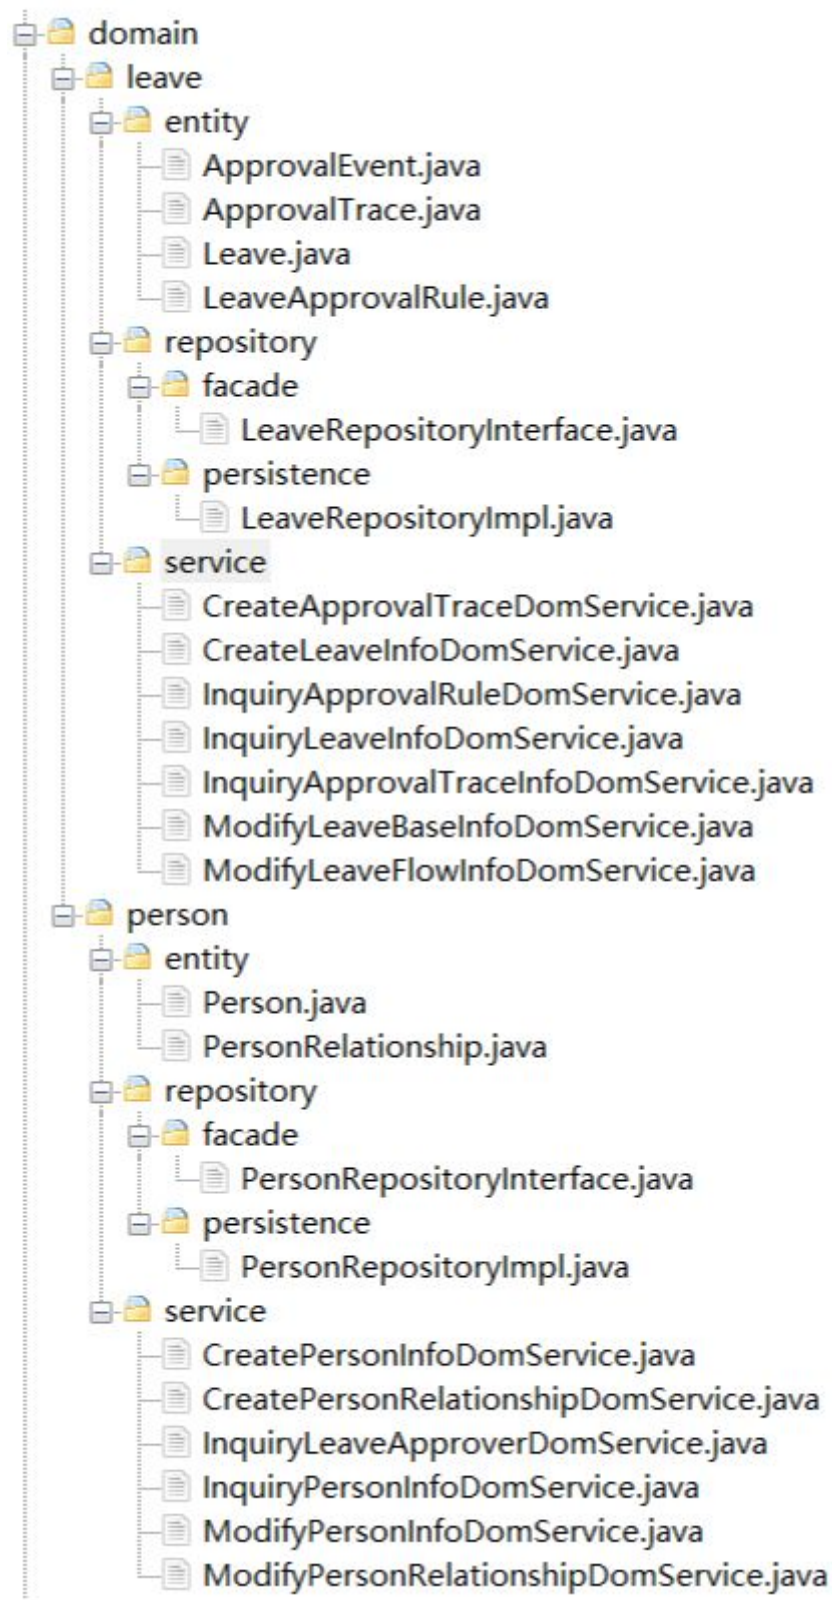 domain
leave
entity
ApprovalEvent.java
ApprovalTrace.java
Leave.java
LeaveApprovalRule.java
repository
facade
LeaveRepositoryInterface.java
persistence
LeaveRepositoryImpl.java
service
CreateApprovalTraceDomService.java
CreateLeaveInfoDomService.java
InquiryApprovalRuleDomService.java
InquiryLeaveInfoDomService.java
InquiryApprovalTraceInfoDomService.java
ModifyLeaveBaseInfoDomService.java
ModifyLeaveFlowInfoDomService.java
person
entity
Person.java
PersonRelationship.java
repository
facade
PersonRepositoryInterface.java
persistence
PersonRepositoryImpl.java
service
CreatePersonInfoDomService.java
CreatePersonRelationshipDomService.java
InquiryLeaveApproverDomService.java
InquiryPersonInfoDomService.java
ModifyPersonInfoDomService.java
ModifyPersonRelationshipDomService.java